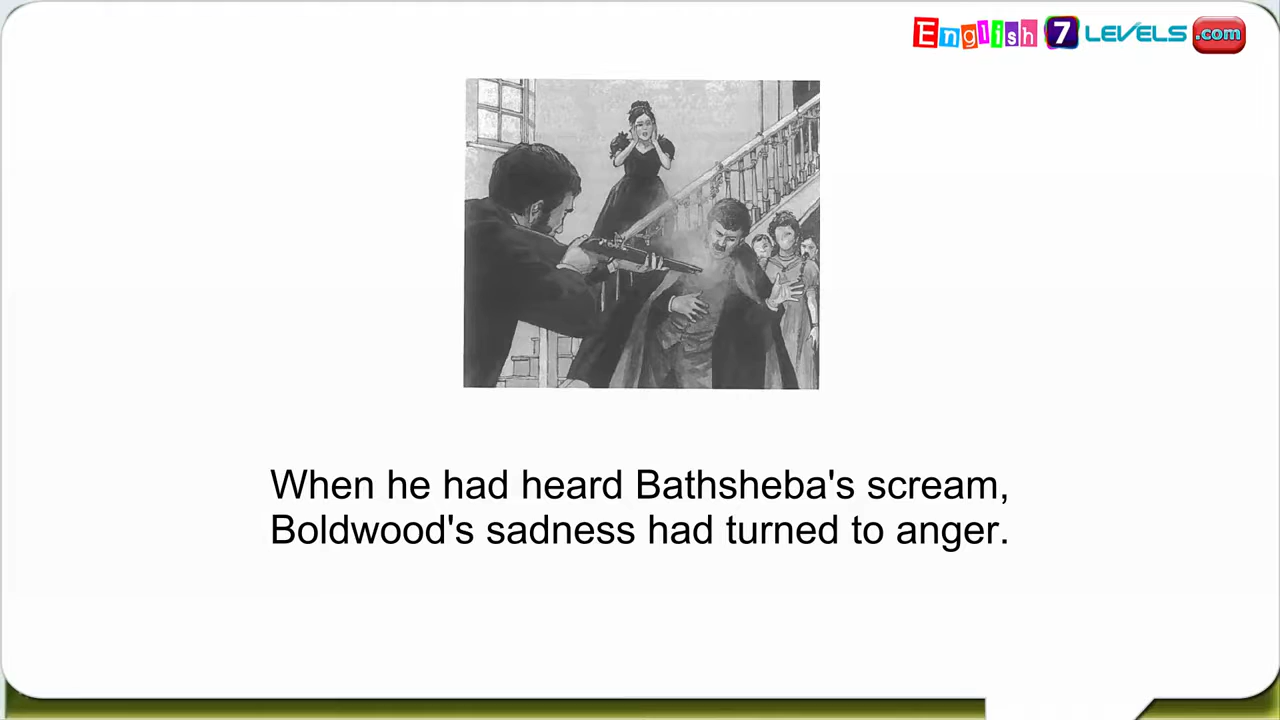 English 7 LEVELS .com
When he had heard Bathsheba's scream,
Boldwood's sadness had turned to anger.